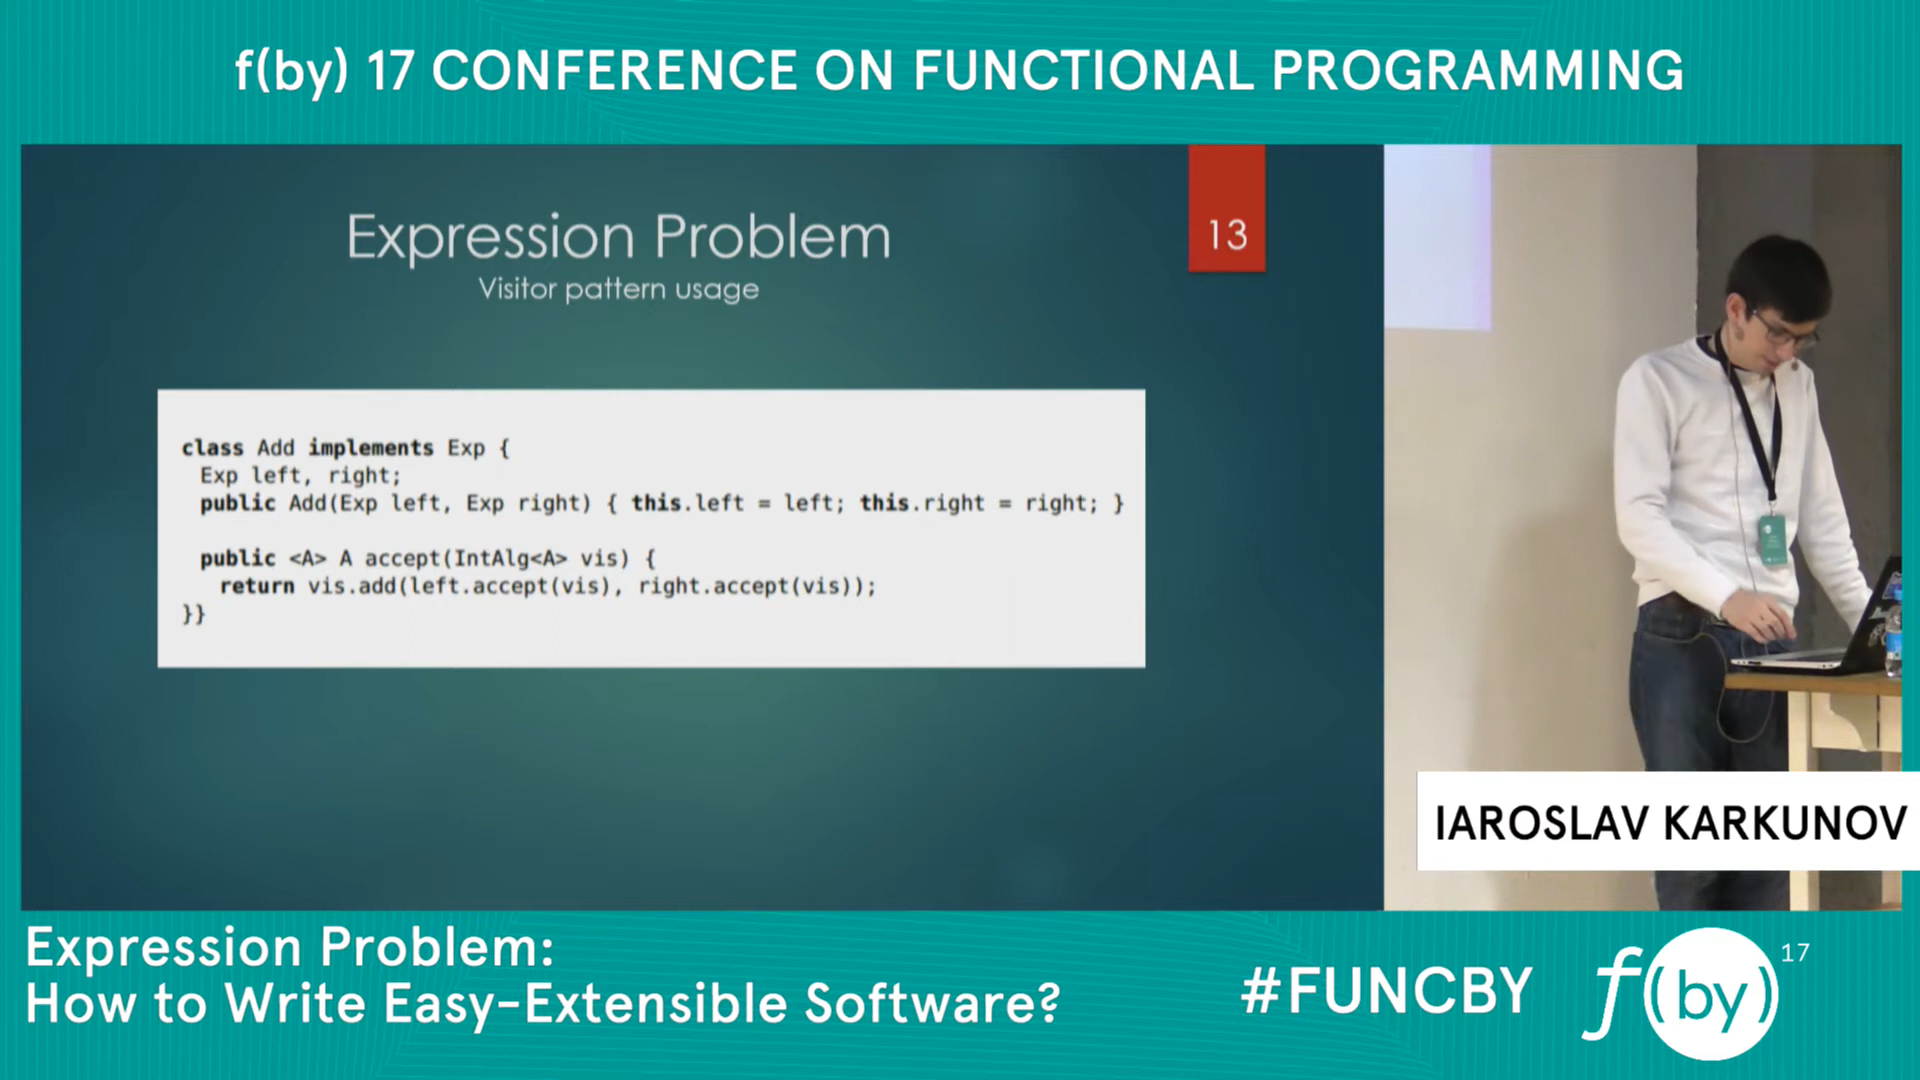 f(by) 17 CONFERENCE ON FUNCTIONAL PROGRAMMING
Expression Problem
Visitor pattern usage
13
class Add implements Exp {
Exp left, right;
public Add(Exp left, Exp right) { this.left = left; this.right = right; }
public <A> A accept(IntAlg<A> vis) {
return vis.add(left.accept(vis), right.accept(vis));
}}
IAROSLAV KARKUNOV
Expression Problem:
How to Write Easy-Extensible Software?
#FUNCBY
f(by) 17